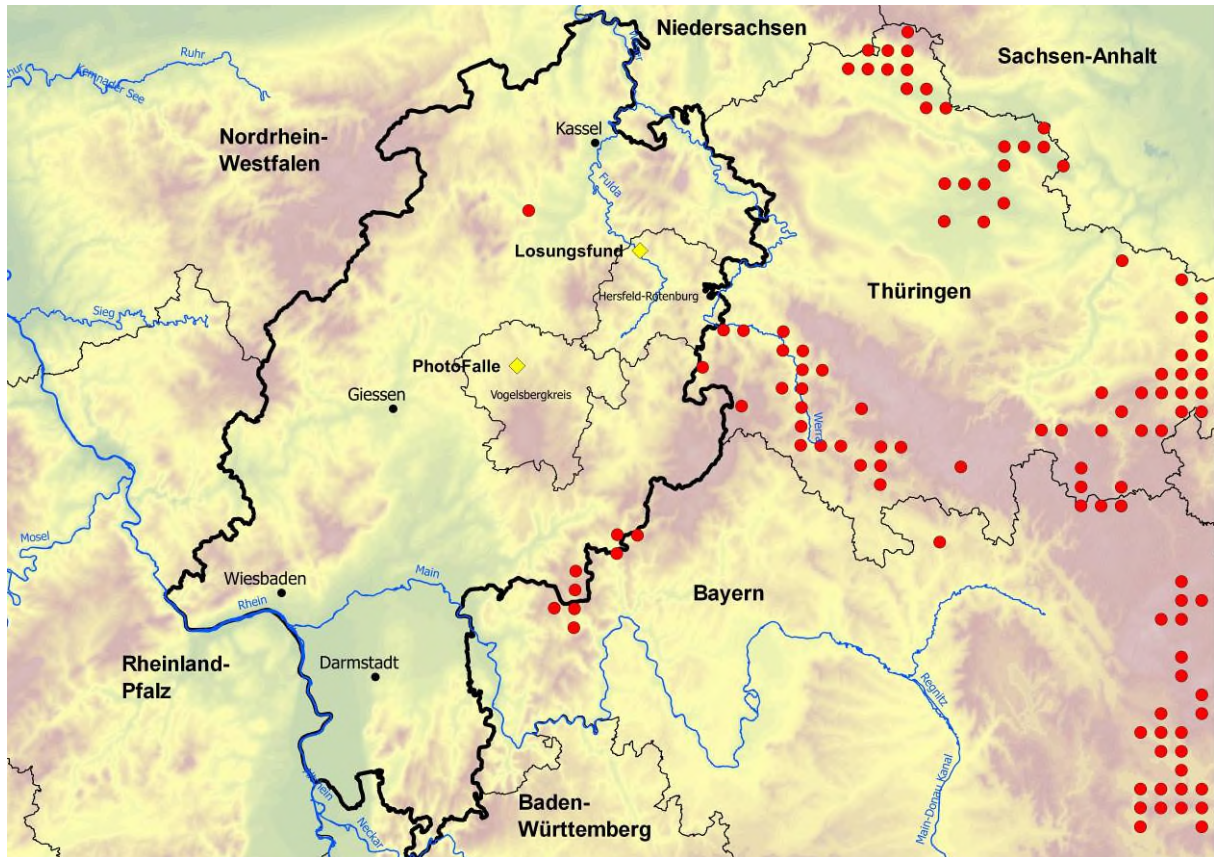 Niedersachsen
Sachsen-Anhalt
Ruhr
Kemnader See
Nordrhein-
Westfalen
Kassel
Fulda
Losungsfund
Hersfeld-Rotenburg
Thüringen
Sieg
PhotoFalle
Vogelsbergkreis
Giessen
Werra
Mosel
Wiesbaden
Rhein
Main
Bayern
Rheinland-
Pfalz
Darmstadt
Regnitz
Main-Donau Kanal
Neckar
Baden-
Württemberg